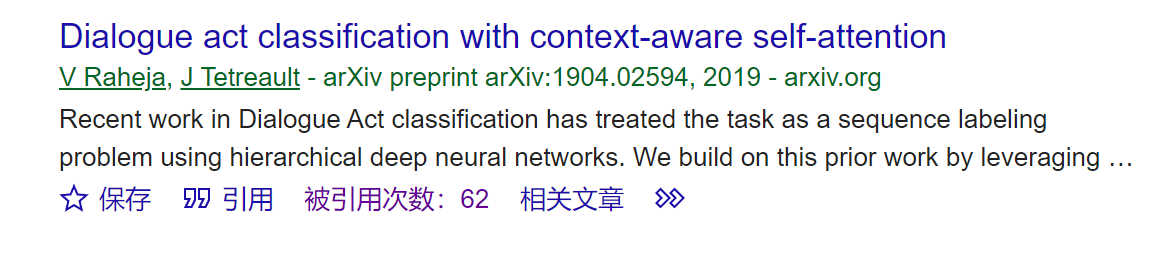 Dialogue act classification with context-aware self-attention
V Raheja, J Tetreault - arXiv preprint arXiv:1904.02594, 2019 - arxiv.org
Recent work in Dialogue Act classification has treated the task as a sequence labeling
problem using hierarchical deep neural networks. We build on this prior work by leveraging …
保存 引用 被引用次数：62 相关文章